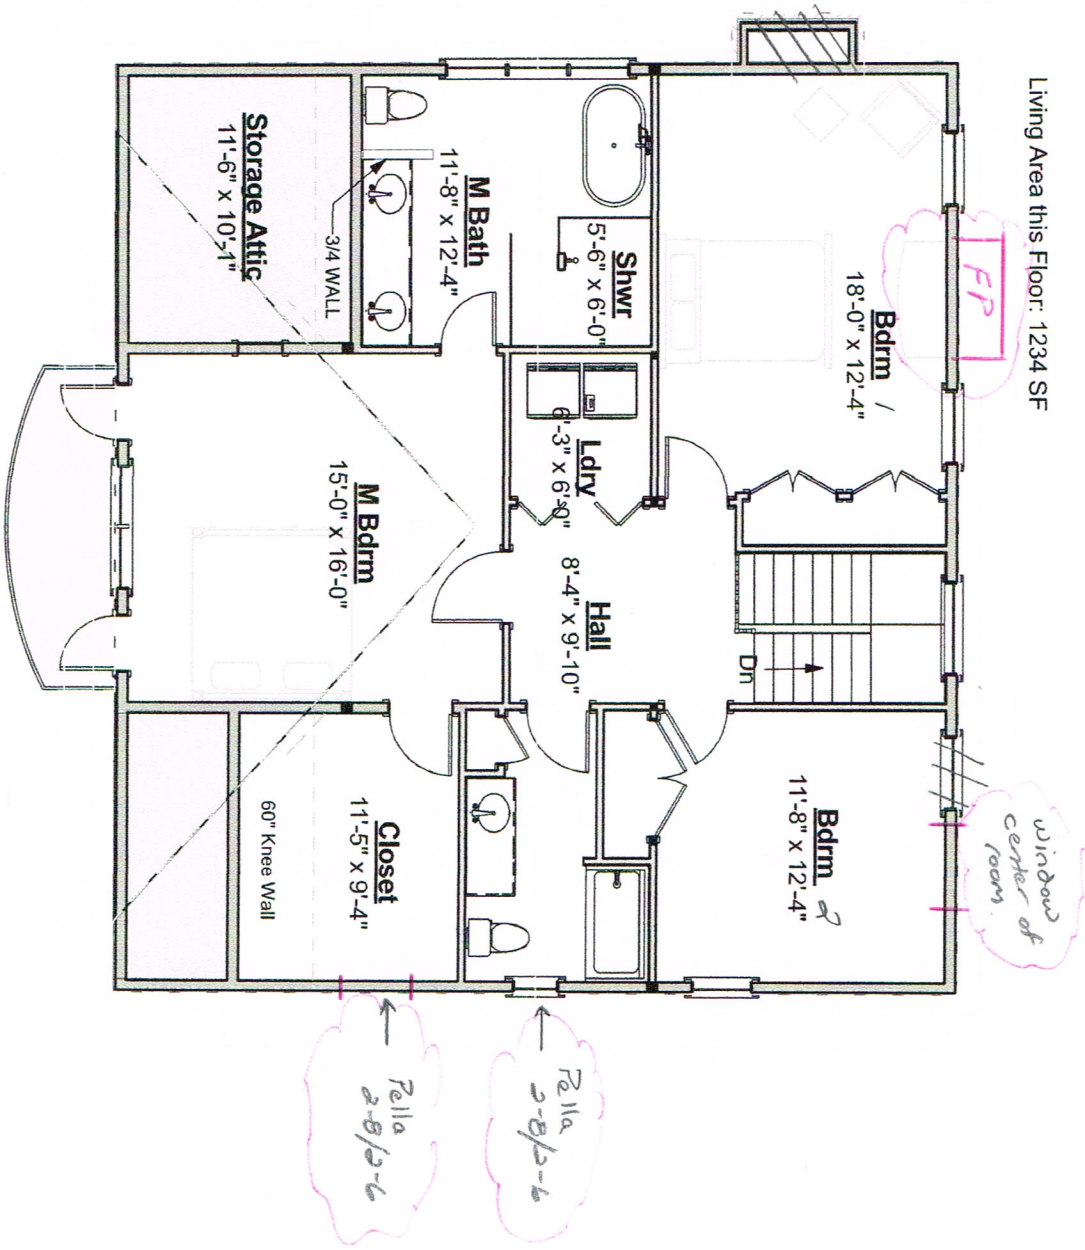 Living Area this Floor: 1234 SF
FP
Bdrm 1
18'-0" x 12'-4"
Shwr
5'-6" x 6'-0"
M Bath
11'-8" x 12'-4"
3/4 WALL
Storage Attic
11'-6" x 10'-1"
Ldry
6'-3" x 6'-0"
Hall
8'-4" x 9'-10"
Dn
M Bdrm
15'-0" x 16'-0"
Bdrm 2
11'-8" x 12'-4"
window
center of
room.
Closet
11'-5" x 9'-4"
60" Knee Wall
Pella
2-8/2-6
Pella
2-8/2-6